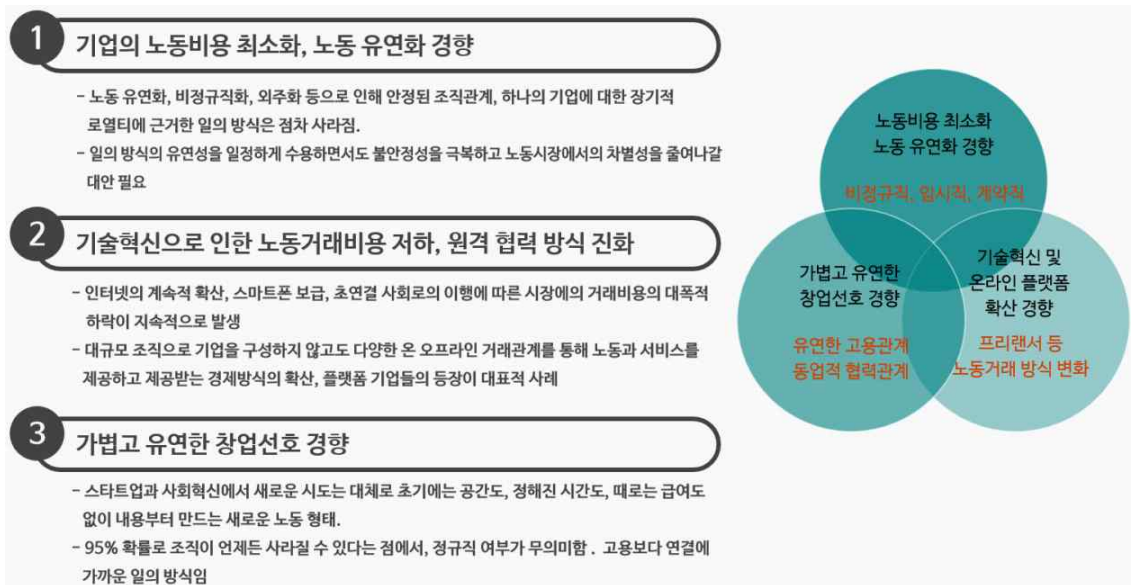 1
기업의 노동비용 최소화, 노동 유연화 경향
- 노동 유연화, 비정규직화, 외주화 등으로 인해 안정된 조직관계, 하나의 기업에 대한 장기적
로열티에 근거한 일의 방식은 점차 사라짐.
- 일의 방식의 유연성을 일정하게 수용하면서도 불안정성을 극복하고 노동시장에서의 차별성을 줄여나갈
대안 필요
2
기술혁신으로 인한 노동거래비용 저하, 원격 협력 방식 진화
- 인터넷의 계속적 확산, 스마트폰 보급, 초연결 사회로의 이행에 따른 시장에의 거래비용의 대폭적
하락이 지속적으로 발생
- 대규모 조직으로 기업을 구성하지 않고도 다양한 온 오프라인 거래관계를 통해 노동과 서비스를
제공하고 제공받는 경제방식의 확산, 플랫폼 기업들의 등장이 대표적 사례
3
가볍고 유연한 창업선호 경향
- 스타트업과 사회혁신에서 새로운 시도는 대체로 초기에는 공간도, 정해진 시간도, 때로는 급여도
없이 내용부터 만드는 새로운 노동 형태.
- 95% 확률로 조직이 언제든 사라질 수 있다는 점에서, 정규직 여부가 무의미함 . 고용보다 연결에
가까운 일의 방식임
노동비용 최소화
노동 유연화 경향
비정규직, 임시직, 계약직
가볍고 유연한
창업선호 경향
유연한 고용관계
동업적 협력관계
기술혁신 및
온라인 플랫폼
확산 경향
프리랜서 등
노동거래 방식 변화